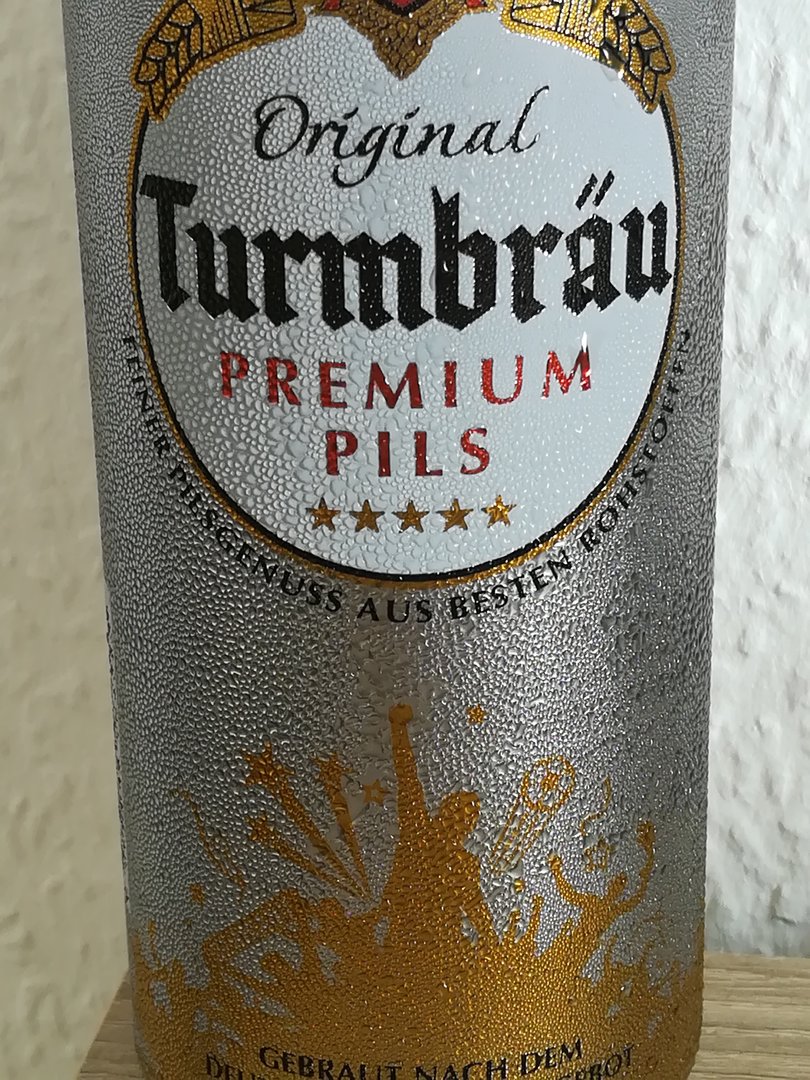 Original
Turmbräu
PREMIUM
PILS
FEINER PILSGENUSS AUS BESTEN ROHSTOFFEN
GEBRAUT NACH DEM